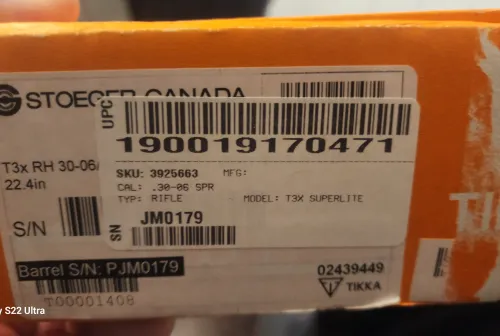 STOEGER CANADA
UPC
190019170471
T3x RH 30-06/
22.4in
SKU: 3925663 MFG:
CAL: .30-06 SPR
TYP: RIFLE MODEL: T3X SUPERLITE
S/N
SN
JM0179
Barrel S/N: PJM0179
T00001408
02439449
TIKKA
S22 Ultra